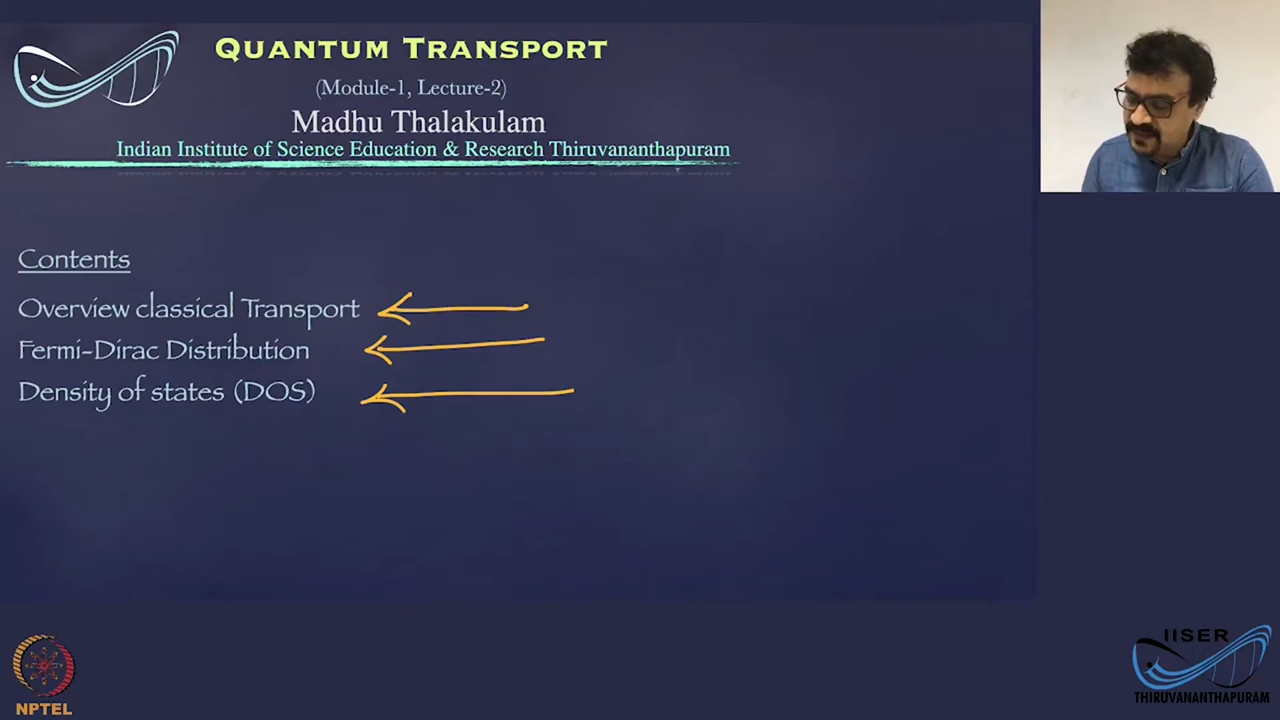 QUANTUM TRANSPORT
(Module-1, Lecture-2)
Madhu Thalakulam
Indian Institute of Science Education & Research Thiruvananthapuram
Contents
Overview classical Transport
Fermi-Dirac Distribution
Density of states (DOS)
NPTEL
IISER
THIRUVANANTHAPURAM